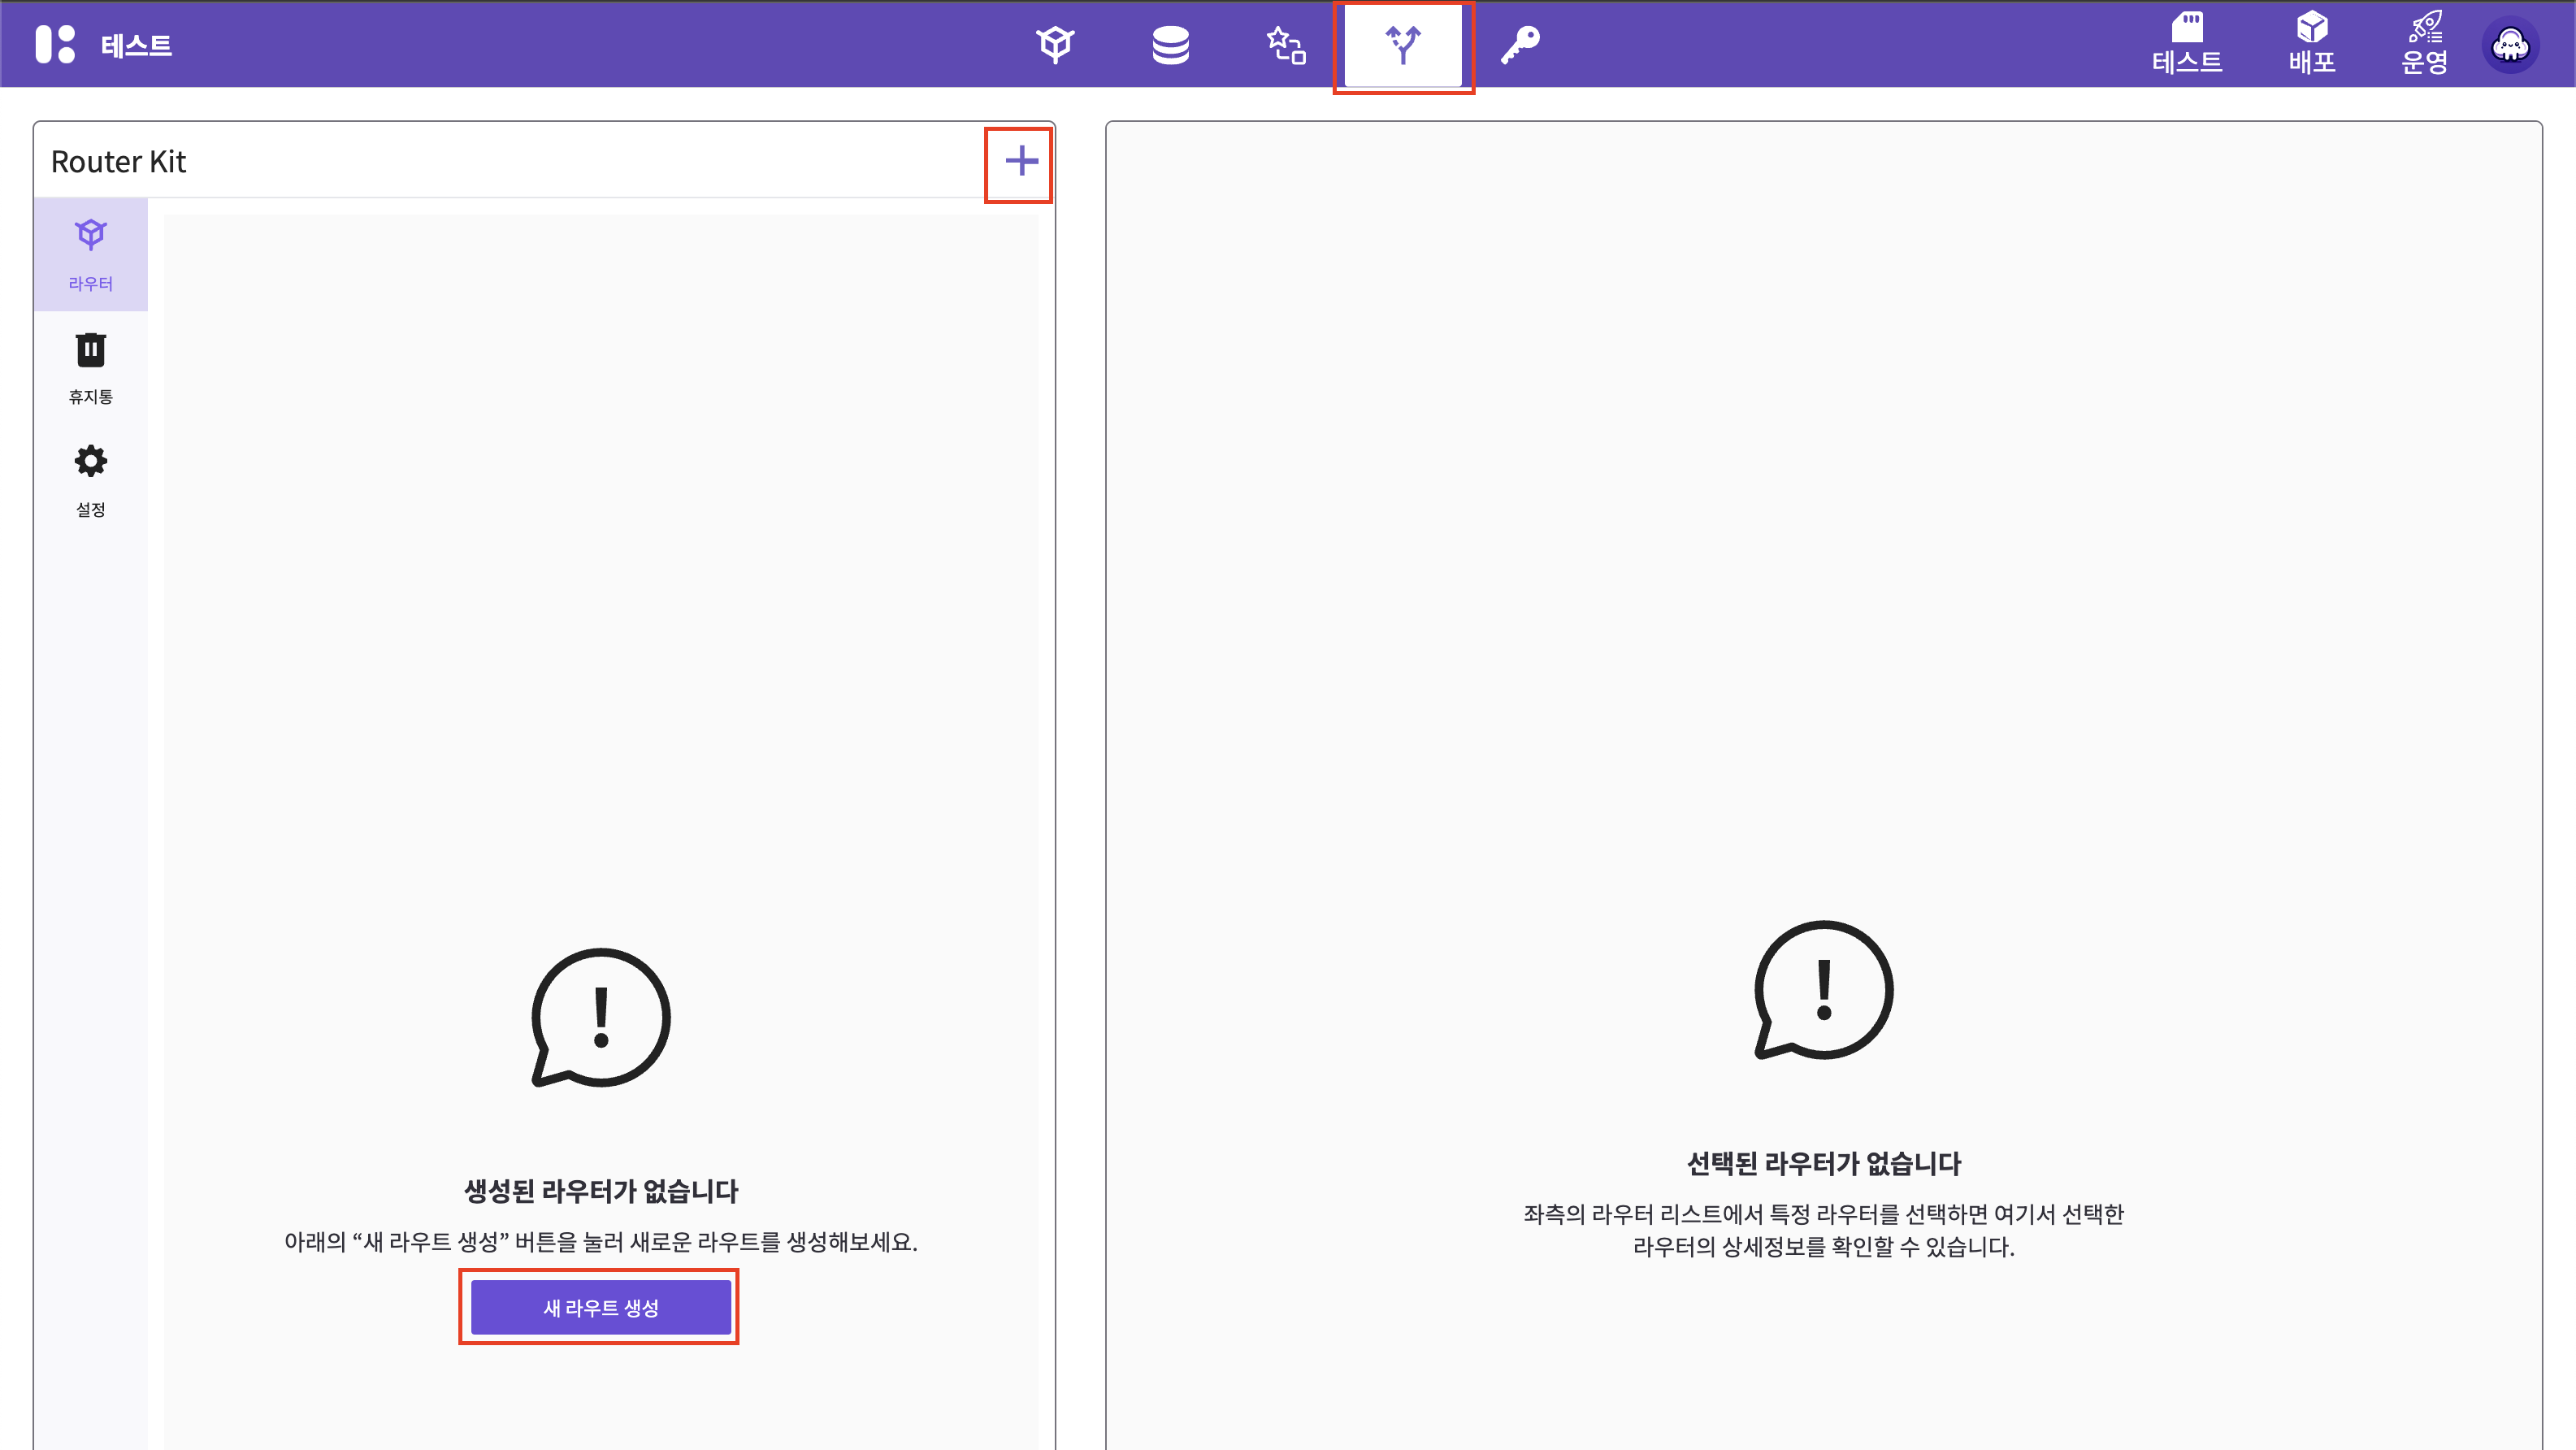 테스트
테스트
배포
운영
Router Kit
라우터
휴지통
설정
생성된 라우터가 없습니다
아래의 “새 라우트 생성” 버튼을 눌러 새로운 라우트를 생성해보세요.
새 라우트 생성
선택된 라우터가 없습니다
좌측의 라우터 리스트에서 특정 라우터를 선택하면 여기서 선택한
라우터의 상세정보를 확인할 수 있습니다.